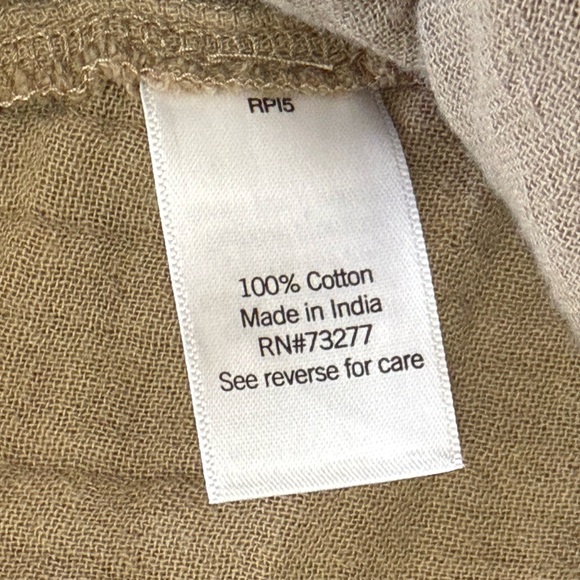 RPI5
100% Cotton
Made in India
RN#73277
See reverse for care